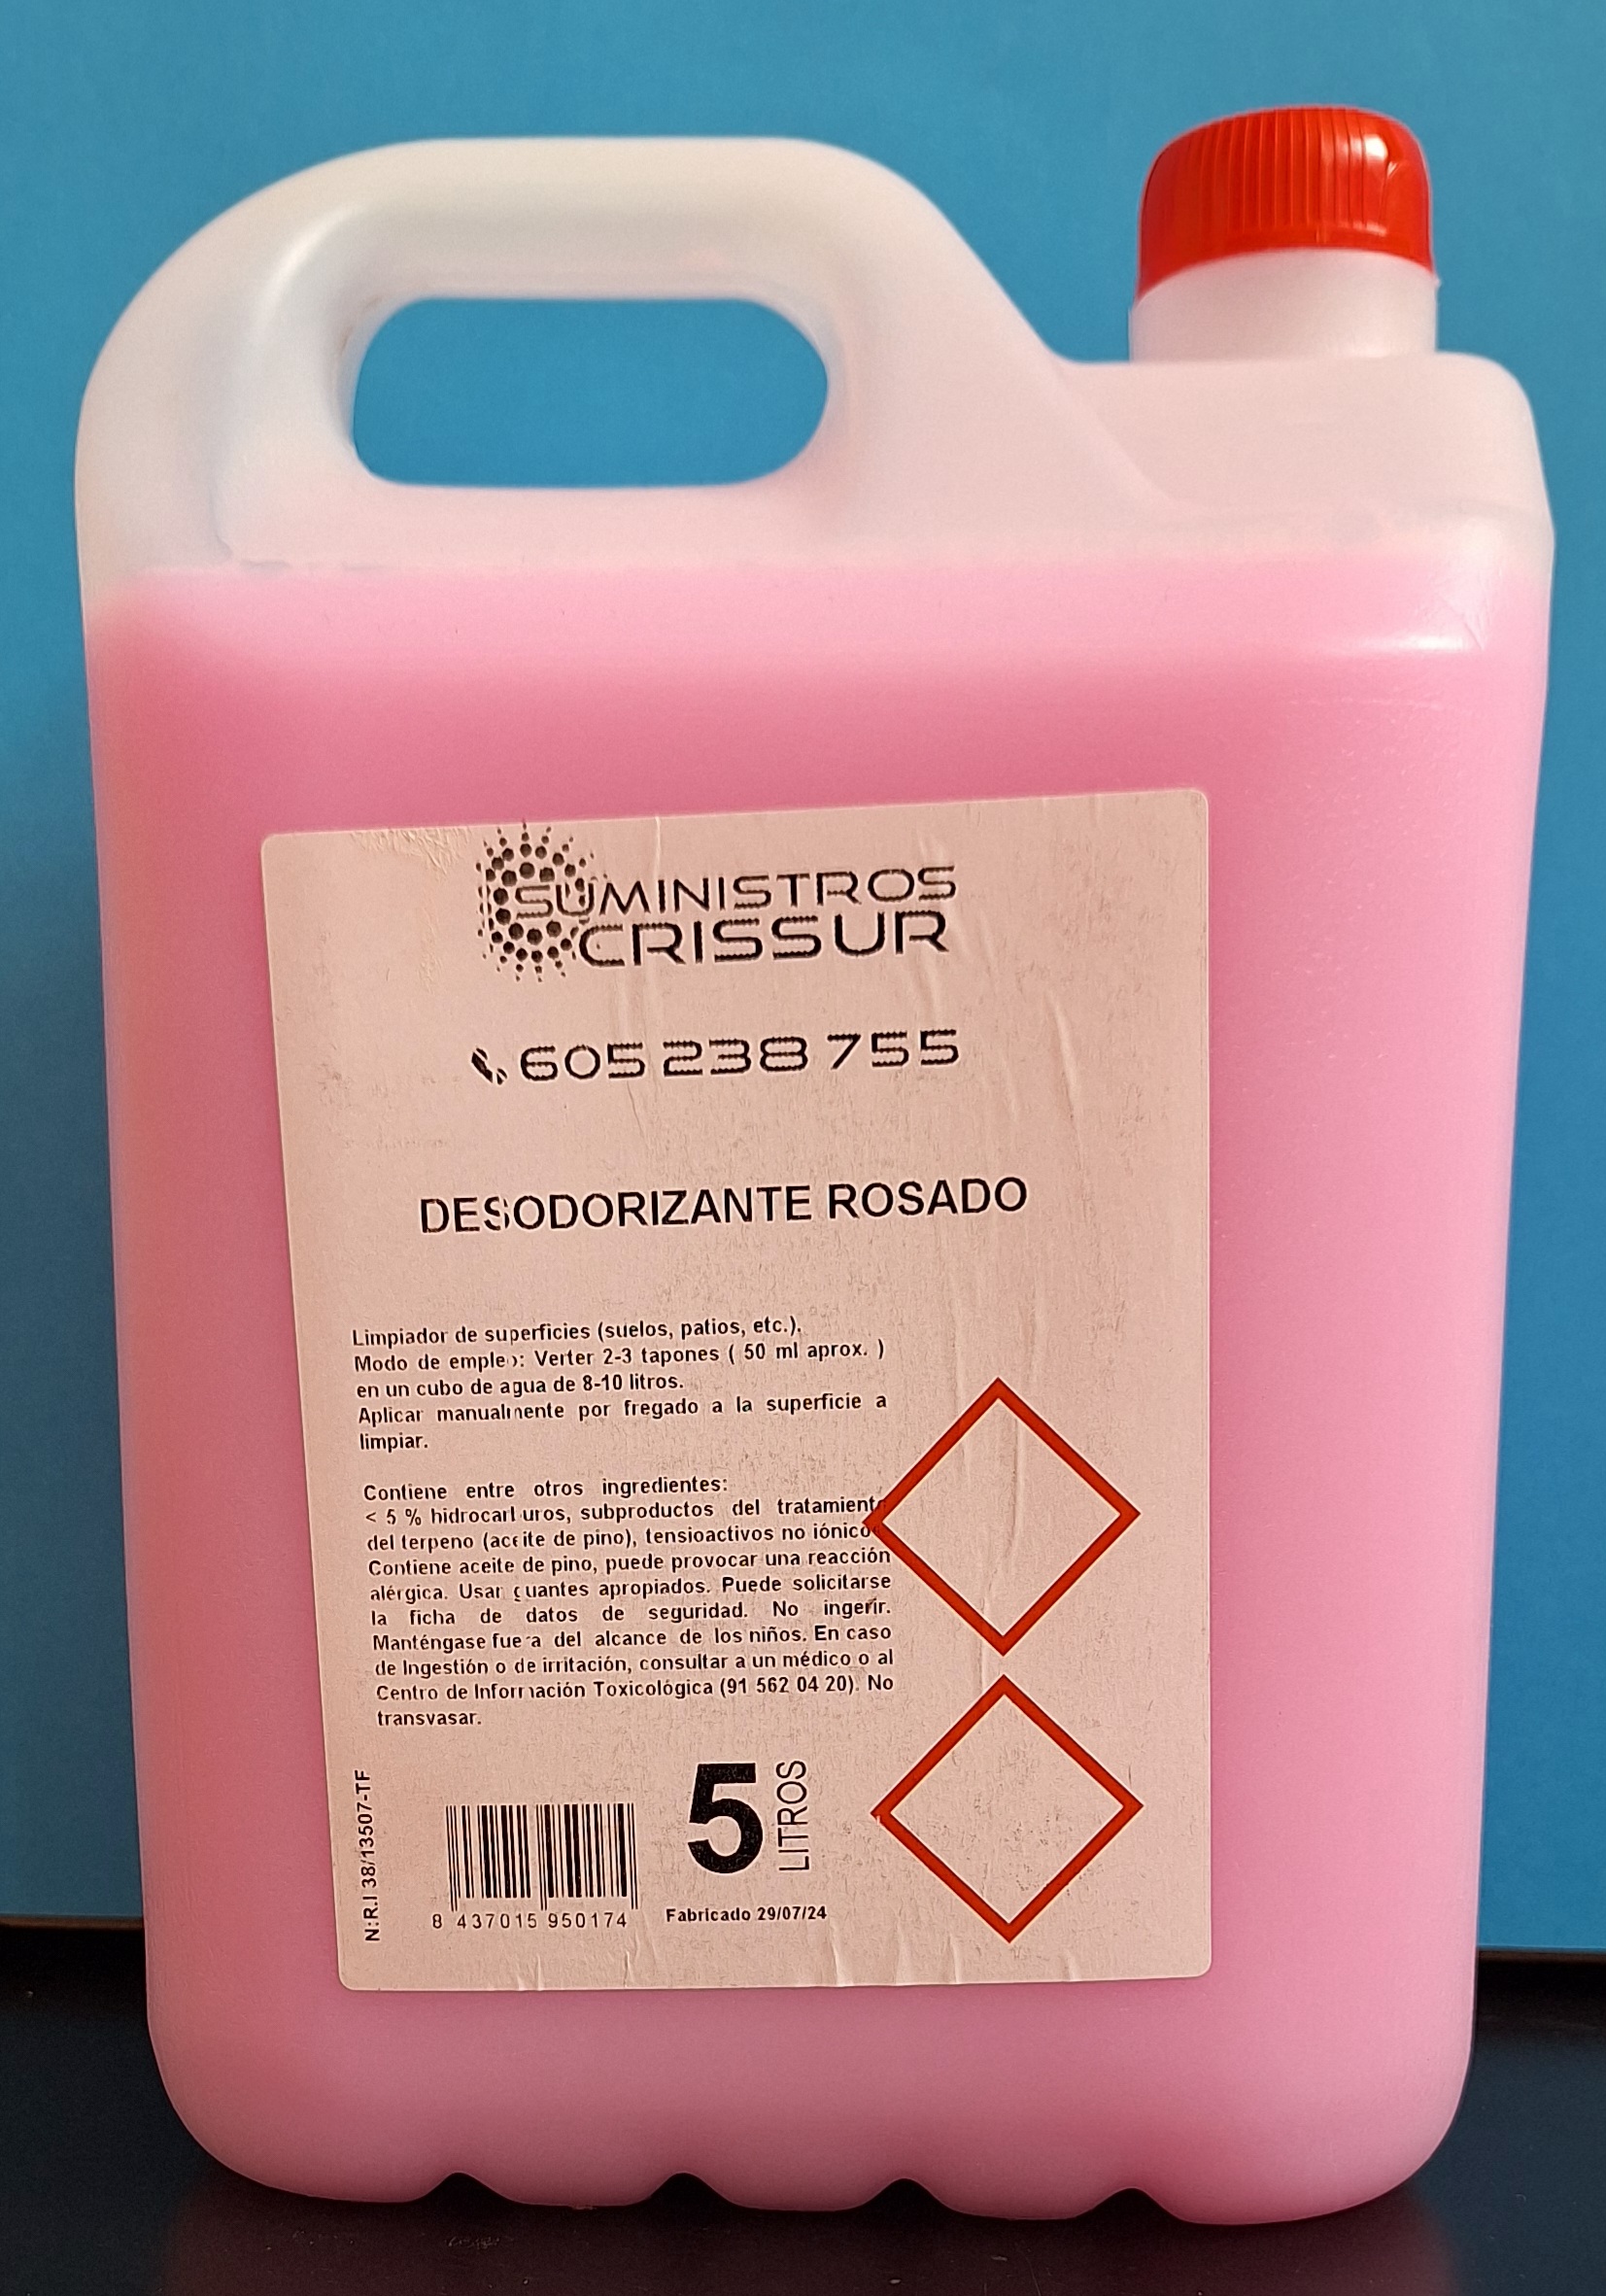 SUMINISTROS
CRISSUR
605 238 755
DESODORIZANTE ROSADO
Limpiador de superficies (suelos, patios, etc.).
Modo de empleo: Verter 2-3 tapones ( 50 ml aprox. )
en un cubo de agua de 8-10 litros.
Aplicar manualmente por fregado a la superficie a
limpiar.
Contiene entre otros ingredientes:
< 5 % hidrocarburos, subproductos del tratamiento
del terpeno (aceite de pino), tensioactivos no iónicos
Contiene aceite de pino, puede provocar una reacción
alérgica. Usar guantes apropiados. Puede solicitarse
la ficha de datos de seguridad. No ingerir.
Manténgase fuera del alcance de los niños. En caso
de Ingestión o de irritación, consultar a un médico o al
Centro de Información Toxicológica (91 562 04 20). No
transvasar.
N:R.I 38/13507-TF
8 437015 950174
5 LITROS
Fabricado 29/07/24